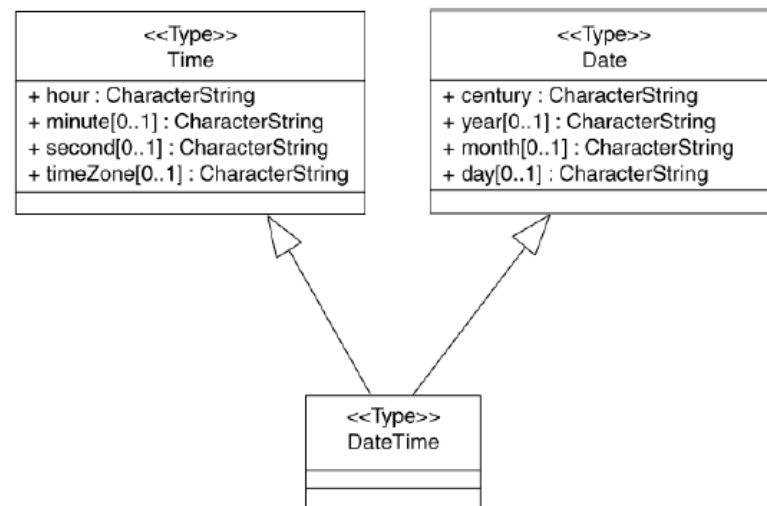 <<Type>>
Time
+ hour : CharacterString
+ minute[0..1] : CharacterString
+ second[0..1] : CharacterString
+ timeZone[0..1] : CharacterString
<<Type>>
Date
+ century : CharacterString
+ year[0..1] : CharacterString
+ month[0..1] : CharacterString
+ day[0..1] : CharacterString
<<Type>>
DateTime